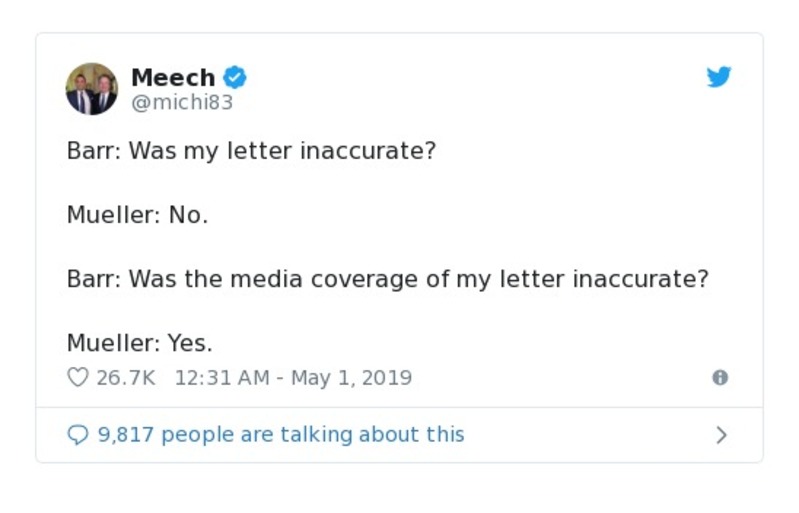 Meech
@michi83
Barr: Was my letter inaccurate?
Mueller: No.
Barr: Was the media coverage of my letter inaccurate?
Mueller: Yes.
26.7K 12:31 AM - May 1, 2019
9,817 people are talking about this